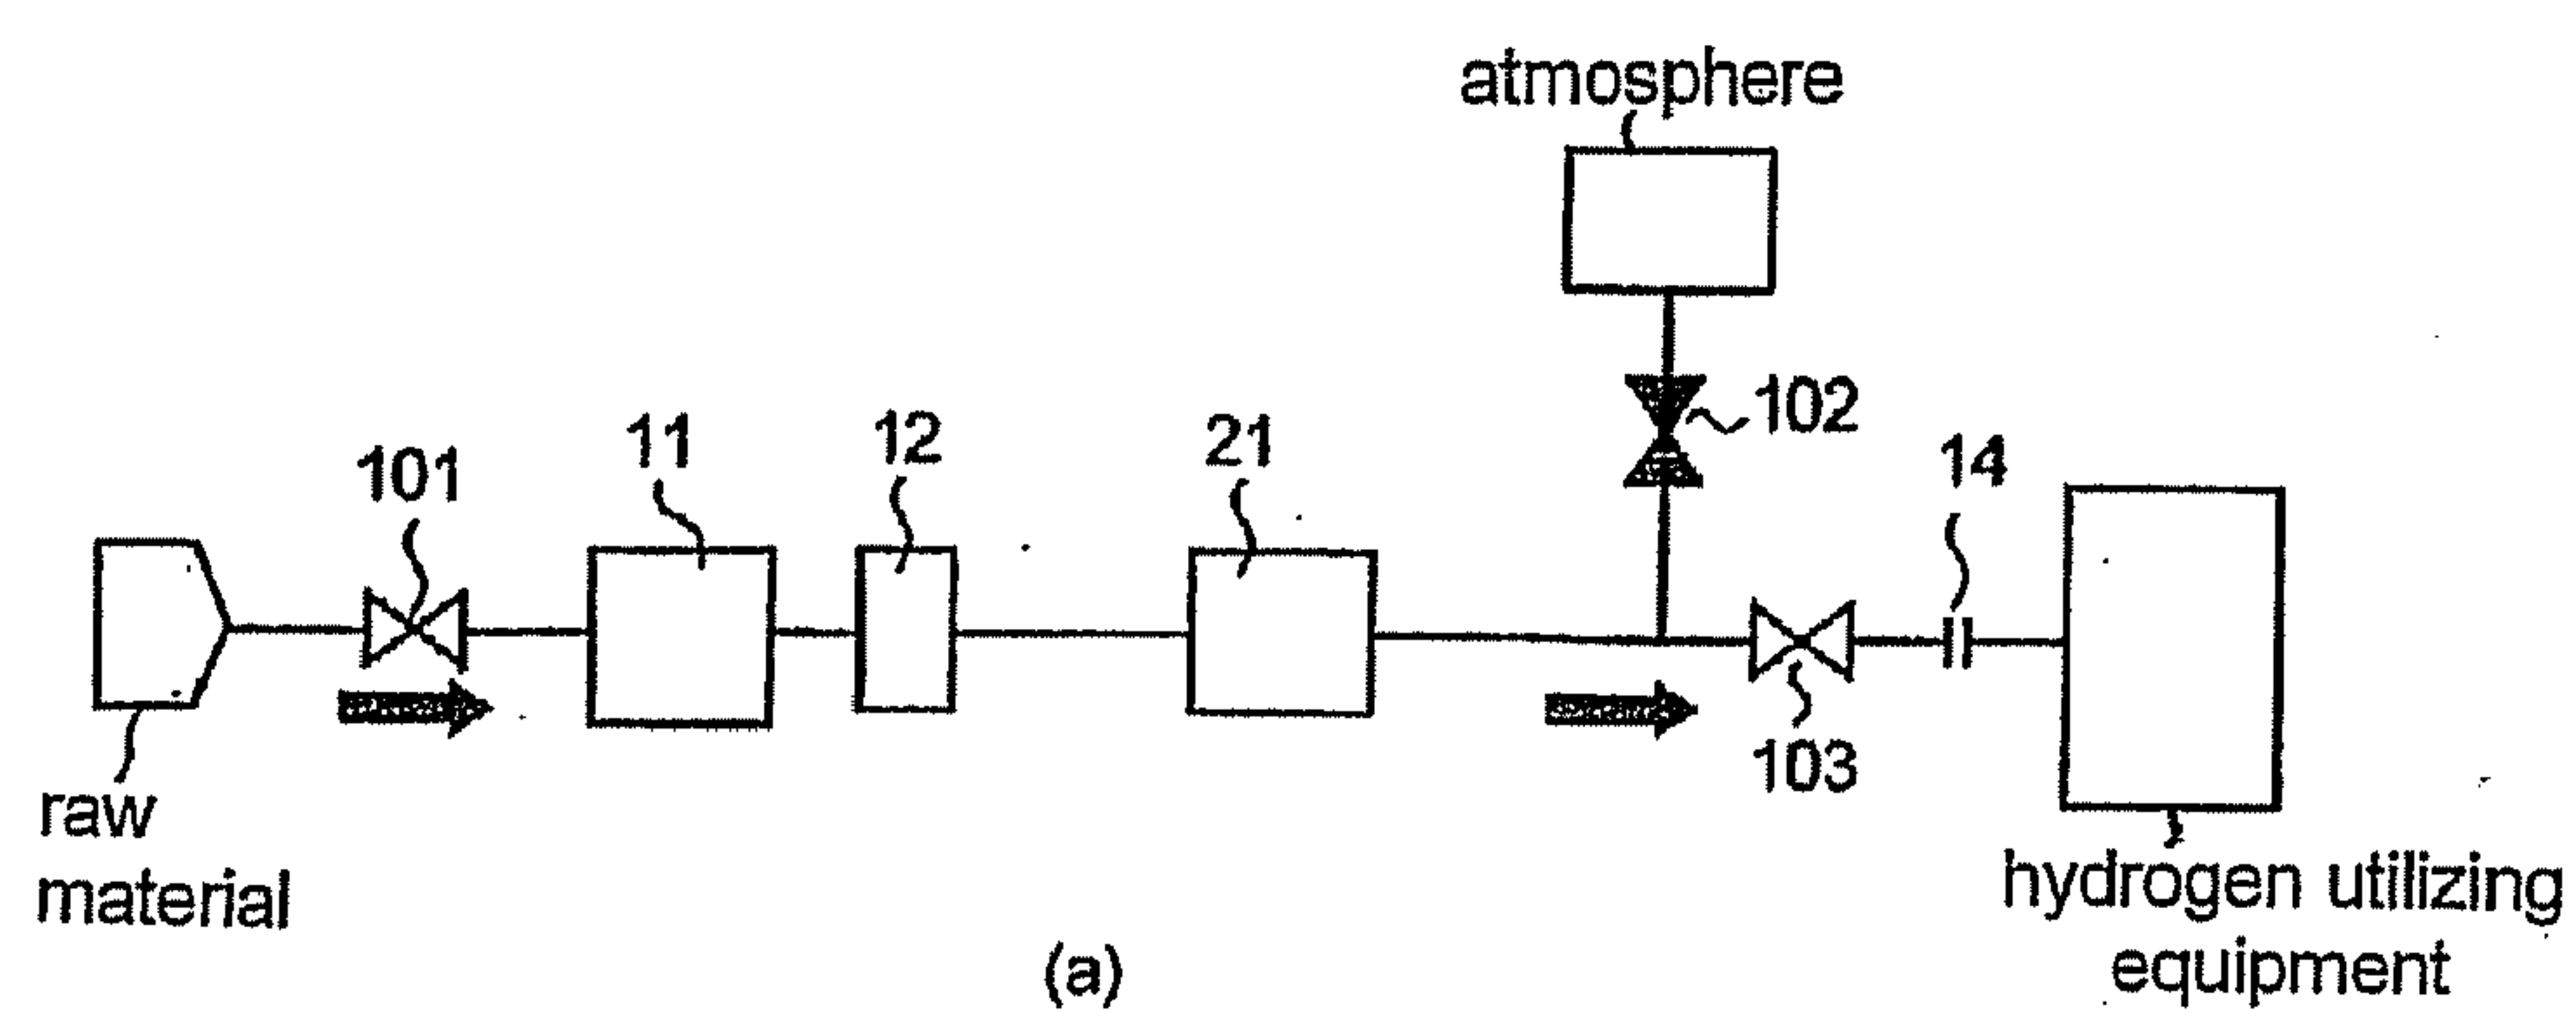 atmosphere
102
101
11
12
21
14
103
raw
material
hydrogen utilizing
equipment
(a)